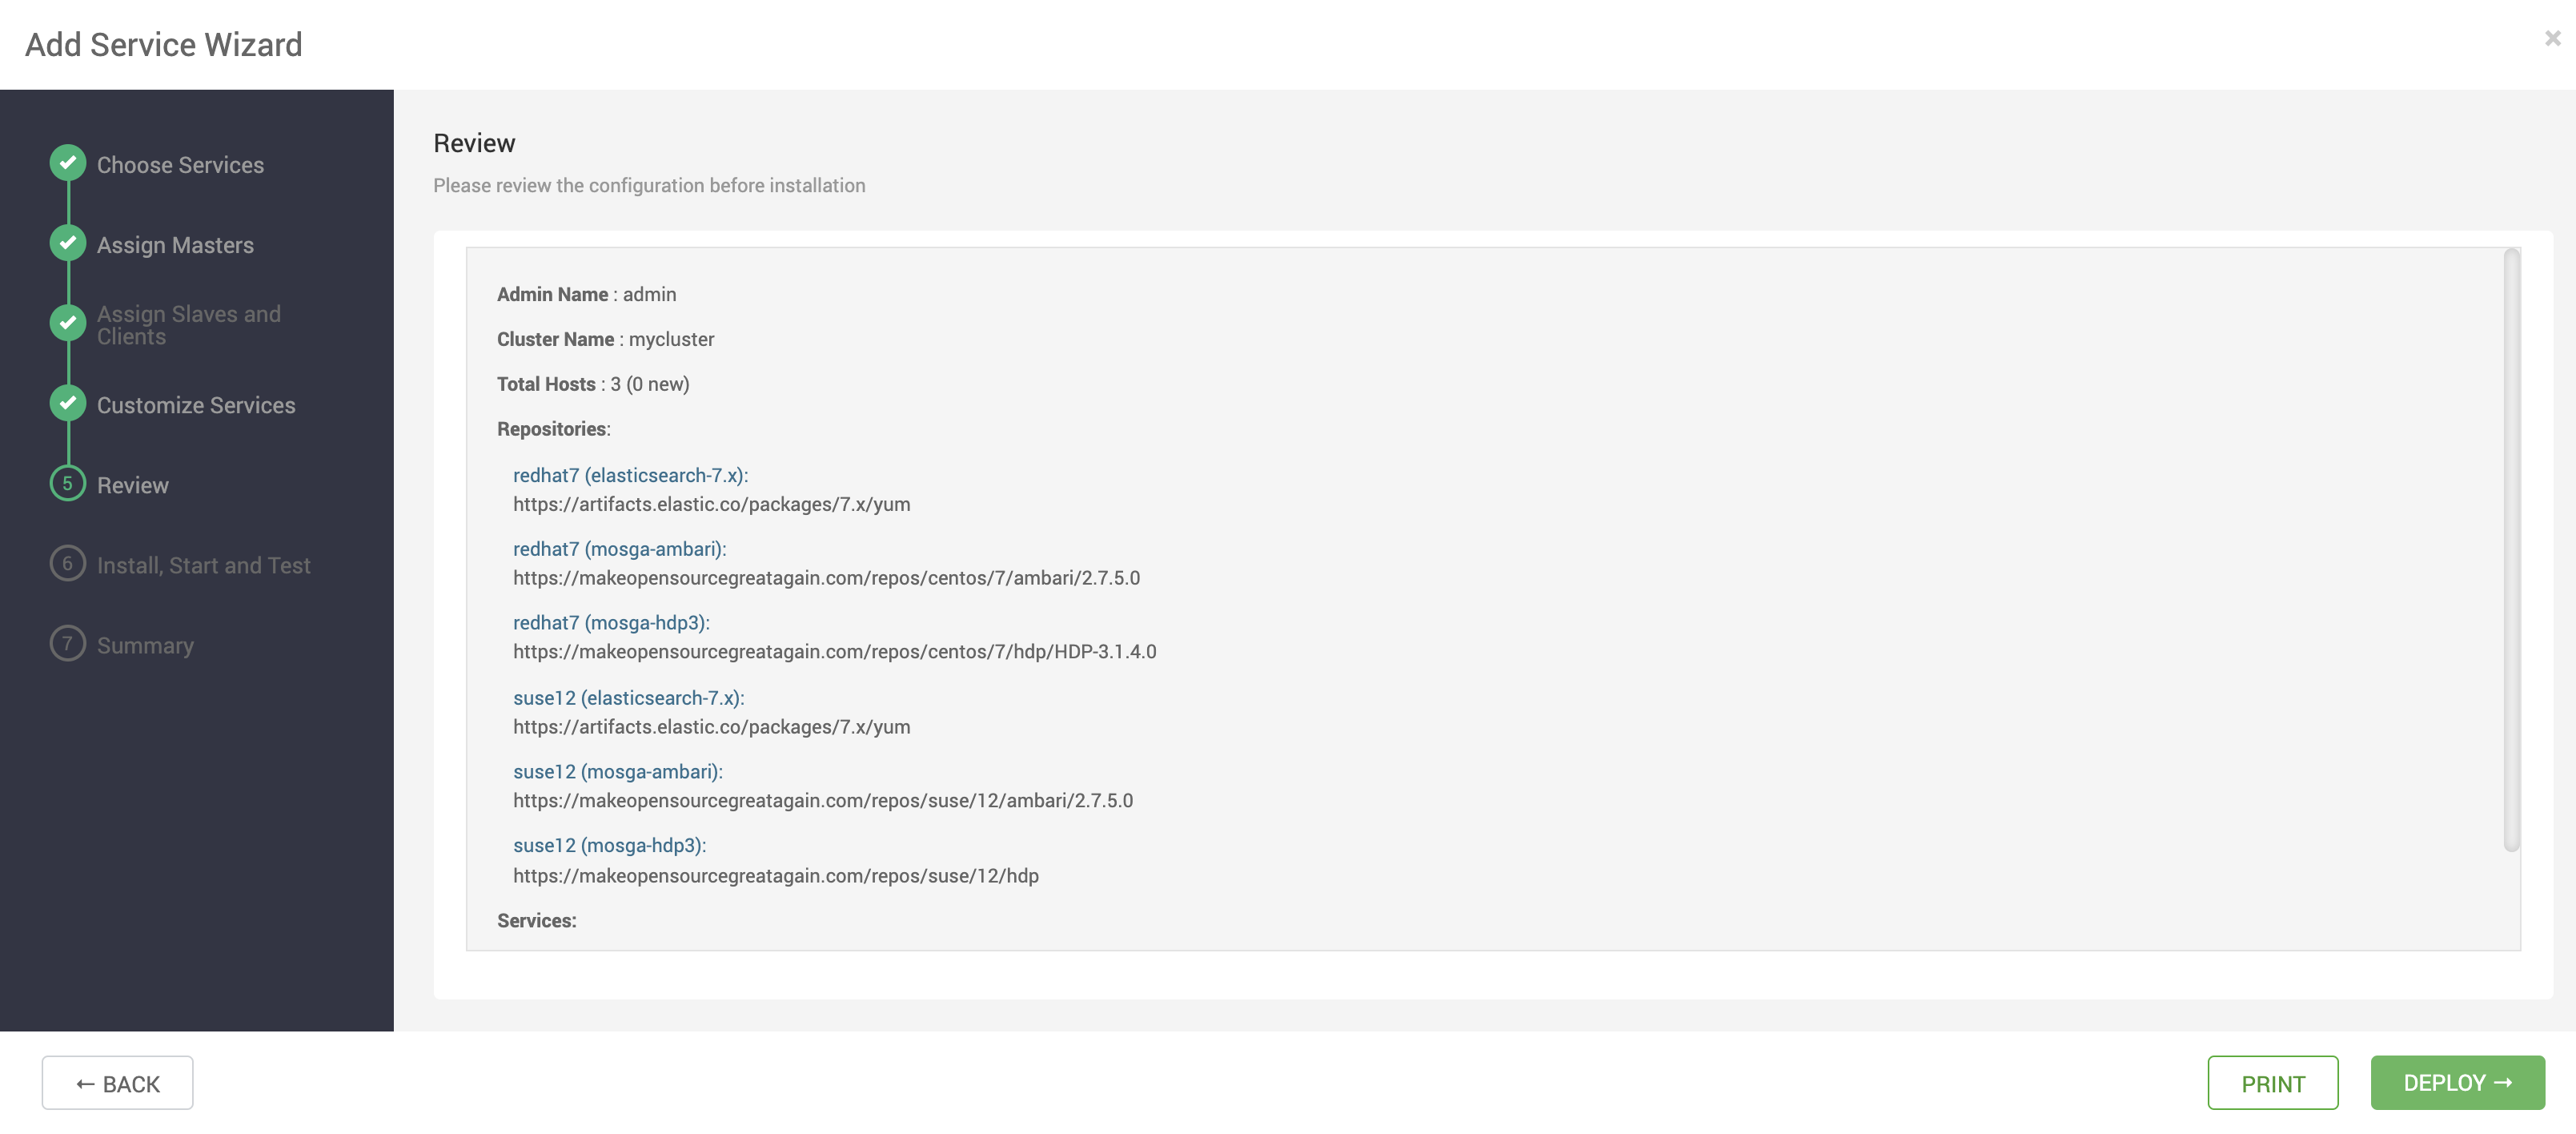 Add Service Wizard
×
Choose Services
Assign Masters
Assign Slaves and
Clients
Customize Services
5 Review
6 Install, Start and Test
7 Summary
Review
Please review the configuration before installation
Admin Name : admin
Cluster Name : mycluster
Total Hosts : 3 (0 new)
Repositories:
redhat7 (elasticsearch-7.x):
https://artifacts.elastic.co/packages/7.x/yum
redhat7 (mosga-ambari):
https://makeopensourcegreatagain.com/repos/centos/7/ambari/2.7.5.0
redhat7 (mosga-hdp3):
https://makeopensourcegreatagain.com/repos/centos/7/hdp/HDP-3.1.4.0
suse12 (elasticsearch-7.x):
https://artifacts.elastic.co/packages/7.x/yum
suse12 (mosga-ambari):
https://makeopensourcegreatagain.com/repos/suse/12/ambari/2.7.5.0
suse12 (mosga-hdp3):
https://makeopensourcegreatagain.com/repos/suse/12/hdp
Services:
← BACK
PRINT
DEPLOY →